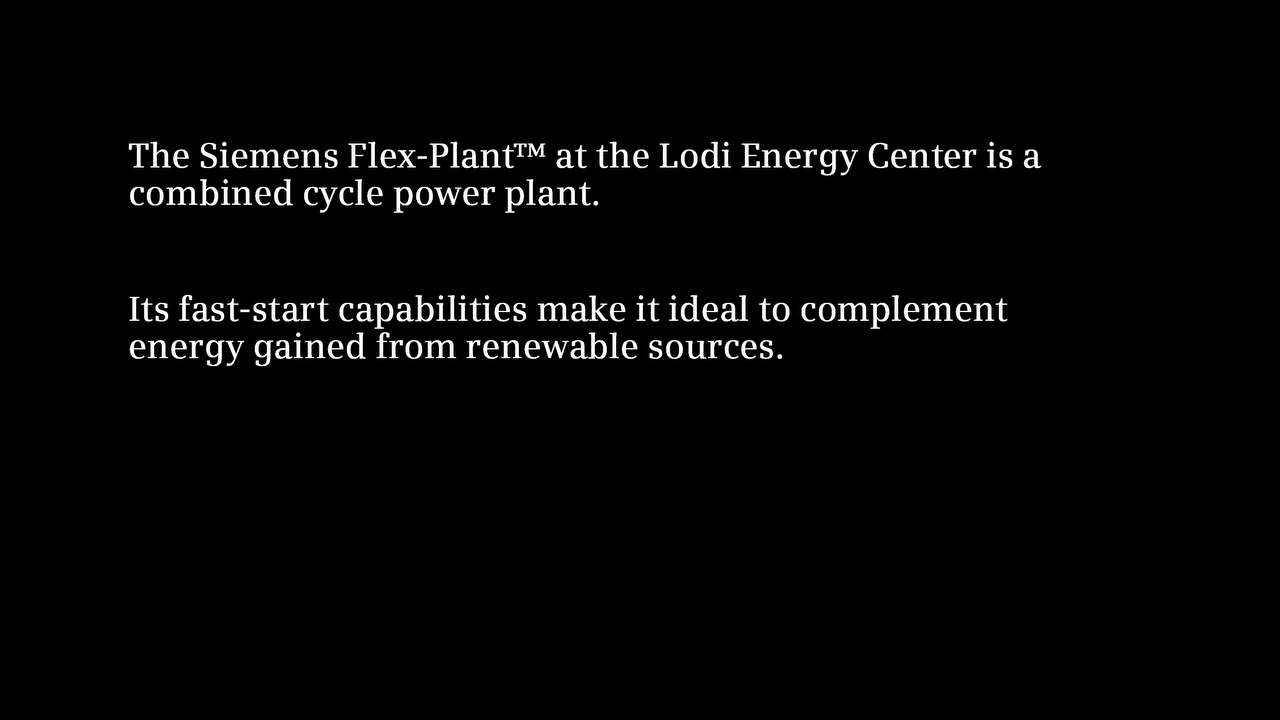 The Siemens Flex-Plant™ at the Lodi Energy Center is a
combined cycle power plant.
Its fast-start capabilities make it ideal to complement
energy gained from renewable sources.